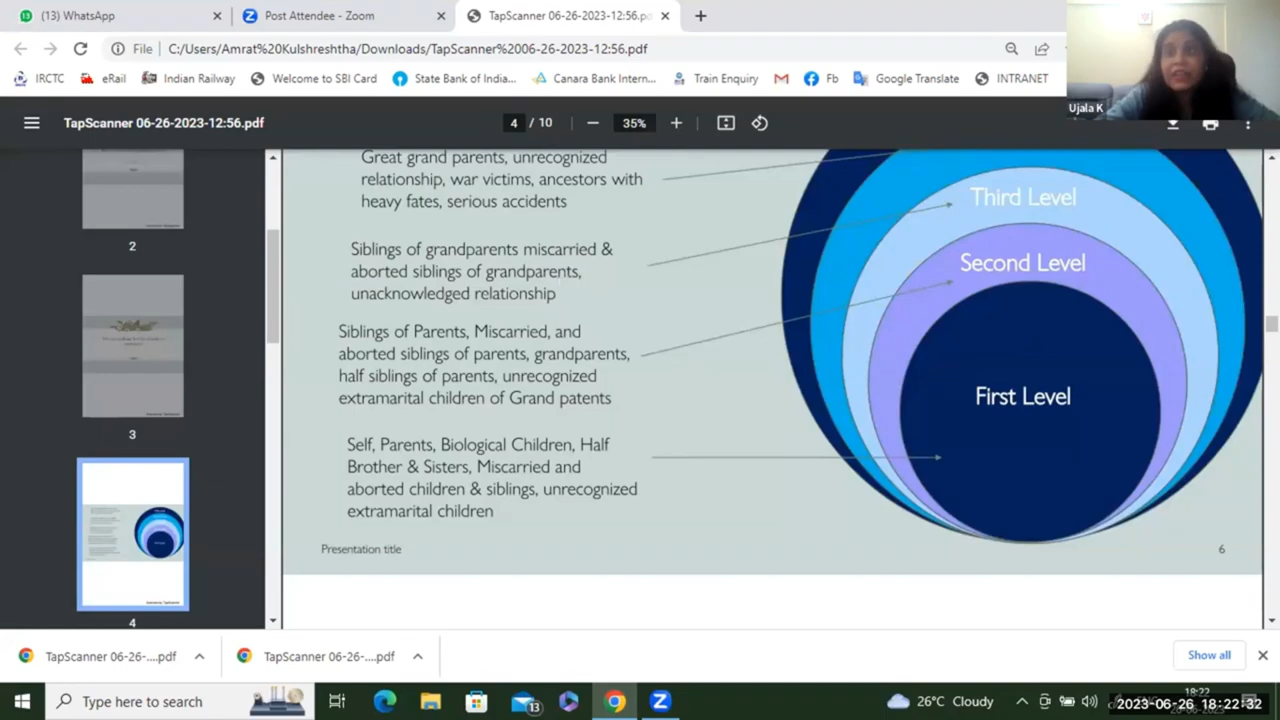 (13) WhatsApp
Post Attendee - Zoom
TapScanner 06-26-2023-12:56.pd
File
C:/Users/Amrat%20Kulshreshtha/Downloads/TapScanner%2006-26-2023-12:56.pdf
IRCTC
eRail
Indian Railway
Welcome to SBI Card
State Bank of India...
Canara Bank Intern...
Train Enquiry
Fb
Google Translate
INTRANET
Ujala K
TapScanner 06-26-2023-12:56.pdf
4 / 10
35%
2
3
4
Great grand parents, unrecognized
relationship, war victims, ancestors with
heavy fates, serious accidents
Siblings of grandparents miscarried &
aborted siblings of grandparents,
unacknowledged relationship
Siblings of Parents, Miscarried, and
aborted siblings of parents, grandparents,
half siblings of parents, unrecognized
extramarital children of Grand patents
Self, Parents, Biological Children, Half
Brother & Sisters, Miscarried and
aborted children & siblings, unrecognized
extramarital children
Third Level
Second Level
First Level
Presentation title
6
TapScanner 06-26-....pdf
TapScanner 06-26-....pdf
Show all
Type here to search
13
26°C Cloudy
18:22
2023-06-26 18:22:32